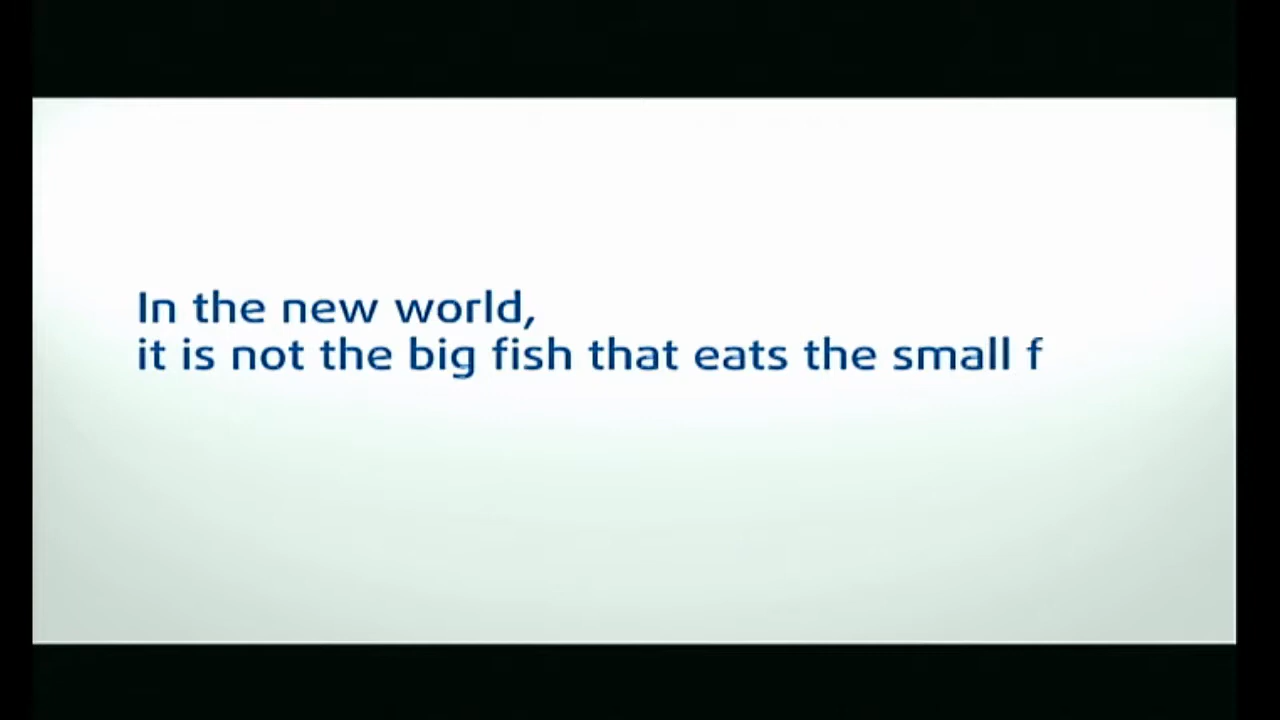 In the new world,
it is not the big fish that eats the small f